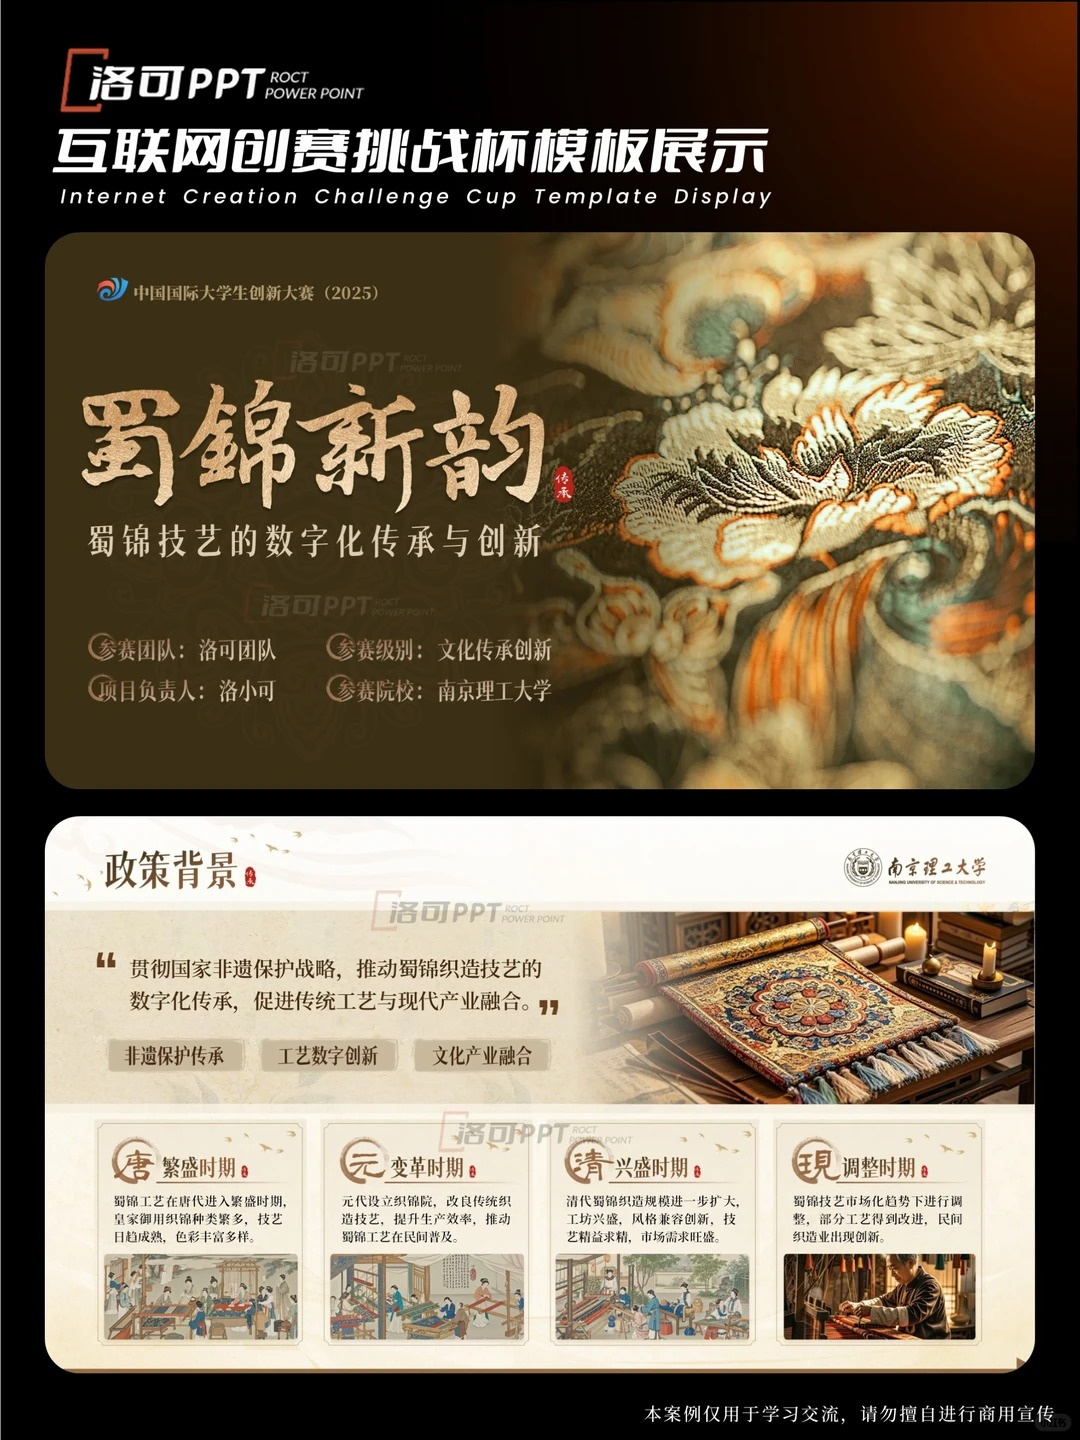 洛可PPT ROCT POWER POINT
互联网创赛挑战杯模板展示
Internet Creation Challenge Cup Template Display
中国国际大学生创新大赛（2025）
洛可PPT ROCT POWER POINT
蜀錦新韵
传承
蜀锦技艺的数字化传承与创新
洛可PPT ROCT POWER POINT
参赛团队：洛可团队
参赛级别：文化传承创新
项目负责人：洛小可
参赛院校：南京理工大学
政策背景
传承
南京理工大学
NANJING UNIVERSITY OF SCIENCE & TECHNOLOGY
洛可PPT ROCT POWER POINT
“贯彻国家非遗保护战略，推动蜀锦织造技艺的
数字化传承，促进传统工艺与现代产业融合。”
非遗保护传承
工艺数字创新
文化产业融合
洛可PPT ROCT POWER POINT
唐 繁盛时期
蜀锦工艺在唐代进入繁盛时期，
皇家御用织锦种类繁多，技艺
日趋成熟，色彩丰富多样。
元 变革时期
元代设立织锦院，改良传统织
造技艺，提升生产效率，推动
蜀锦工艺在民间普及。
清 兴盛时期
清代蜀锦织造规模进一步扩大，
工坊兴盛，风格兼容创新，技
艺精益求精，市场需求旺盛。
現 调整时期
蜀锦技艺市场化趋势下进行调
整，部分工艺得到改进，民间
织造业出现创新。
本案例仅用于学习交流，请勿擅自进行商用宣传